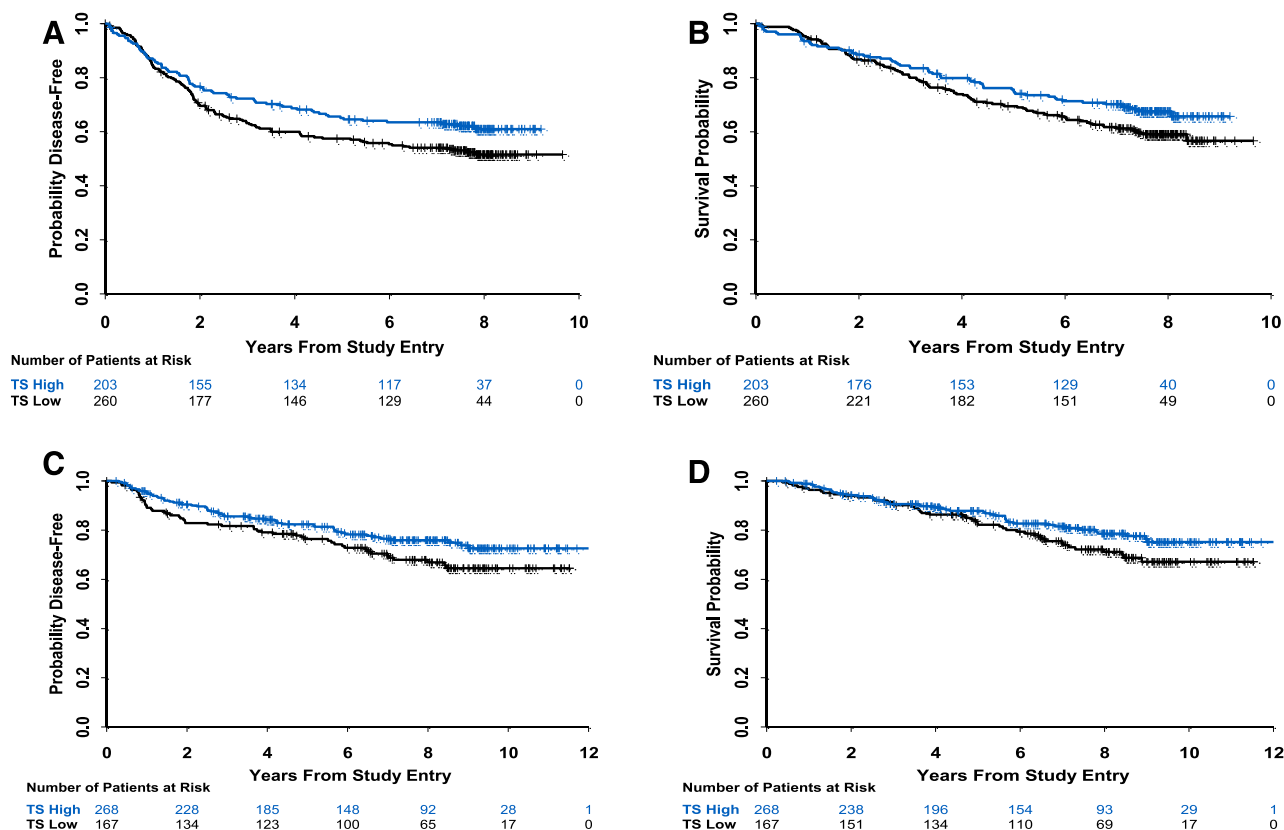 A
Probability Disease-Free
1.0
0.8
0.6
0.4
0.2
0.0
0 2 4 6 8 10
Years From Study Entry
Number of Patients at Risk
TS High 203 155 134 117 37 0
TS Low 260 177 146 129 44 0
B
Survival Probability
1.0
0.8
0.6
0.4
0.2
0.0
0 2 4 6 8 10
Years From Study Entry
Number of Patients at Risk
TS High 203 176 153 129 40 0
TS Low 260 221 182 151 49 0
C
Probability Disease-Free
1.0
0.8
0.6
0.4
0.2
0.0
0 2 4 6 8 10 12
Years From Study Entry
Number of Patients at Risk
TS High 268 228 185 148 92 28 1
TS Low 167 134 123 100 65 17 0
D
Survival Probability
1.0
0.8
0.6
0.4
0.2
0.0
0 2 4 6 8 10 12
Years From Study Entry
Number of Patients at Risk
TS High 268 238 196 154 93 29 1
TS Low 167 151 134 110 69 17 0